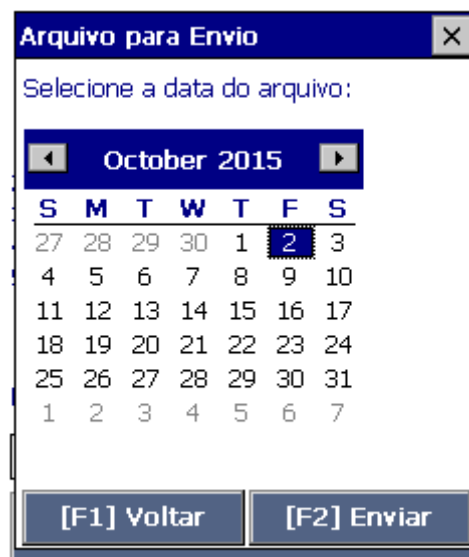 Arquivo para Envio
Selecione a data do arquivo:
October 2015
S M T W T F S
27 28 29 30 1 2 3
4 5 6 7 8 9 10
11 12 13 14 15 16 17
18 19 20 21 22 23 24
25 26 27 28 29 30 31
1 2 3 4 5 6 7
[F1] Voltar [F2] Enviar